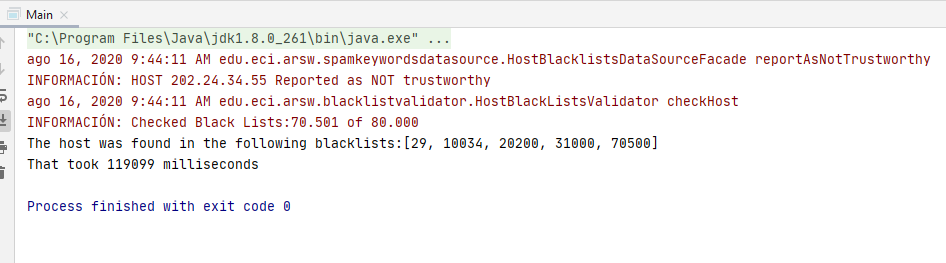 Main
"C:\Program Files\Java\jdk1.8.0_261\bin\java.exe" ...
ago 16, 2020 9:44:11 AM edu.eci.arsw.spamkeywordsdatasource.HostBlacklistsDataSourceFacade reportAsNotTrustworthy
INFORMACIÓN: HOST 202.24.34.55 Reported as NOT trustworthy
ago 16, 2020 9:44:11 AM edu.eci.arsw.blacklistvalidator.HostBlackListsValidator checkHost
INFORMACIÓN: Checked Black Lists:70.501 of 80.000
The host was found in the following blacklists:[29, 10034, 20200, 31000, 70500]
That took 119099 milliseconds
Process finished with exit code 0